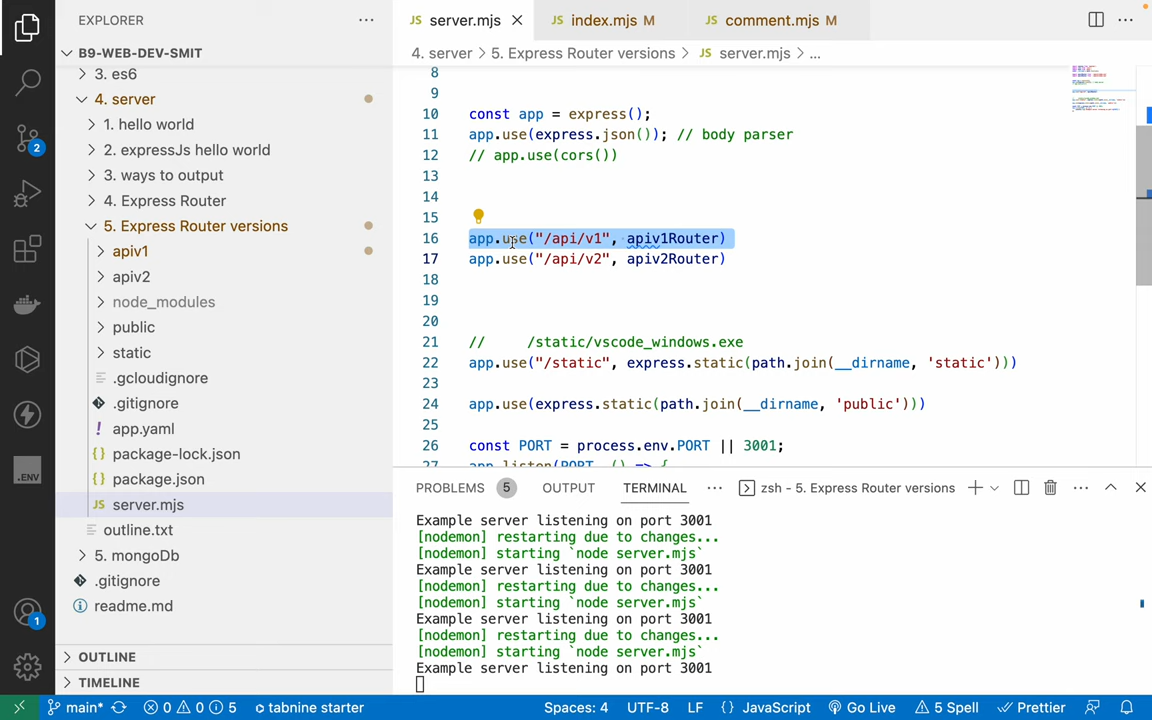 EXPLORER
B9-WEB-DEV-SMIT
3. es6
4. server
1. hello world
2. expressJs hello world
3. ways to output
4. Express Router
5. Express Router versions
apiv1
apiv2
node_modules
public
static
.gcloudignore
.gitignore
app.yaml
package-lock.json
package.json
JS server.mjs
outline.txt
5. mongoDb
.gitignore
readme.md
OUTLINE
TIMELINE
2
.ENV
1
JS server.mjs
JS index.mjs M
JS comment.mjs M
4. server > 5. Express Router versions > JS server.mjs > ...
8
9
10 const app = express();
11 app.use(express.json()); // body parser
12 // app.use(cors())
13
14
15
16 app.use("/api/v1", apiv1Router)
17 app.use("/api/v2", apiv2Router)
18
19
20
21 // /static/vscode_windows.exe
22 app.use("/static", express.static(path.join(__dirname, 'static')))
23
24 app.use(express.static(path.join(__dirname, 'public')))
25
26 const PORT = process.env.PORT || 3001;
27 app.listen(PORT, () => {
PROBLEMS 5 OUTPUT TERMINAL ... zsh - 5. Express Router versions
Example server listening on port 3001
[nodemon] restarting due to changes...
[nodemon] starting `node server.mjs`
Example server listening on port 3001
[nodemon] restarting due to changes...
[nodemon] starting `node server.mjs`
Example server listening on port 3001
[nodemon] restarting due to changes...
[nodemon] starting `node server.mjs`
Example server listening on port 3001
main* 0 0 5 tabnine starter Spaces: 4 UTF-8 LF {} JavaScript Go Live 5 Spell Prettier